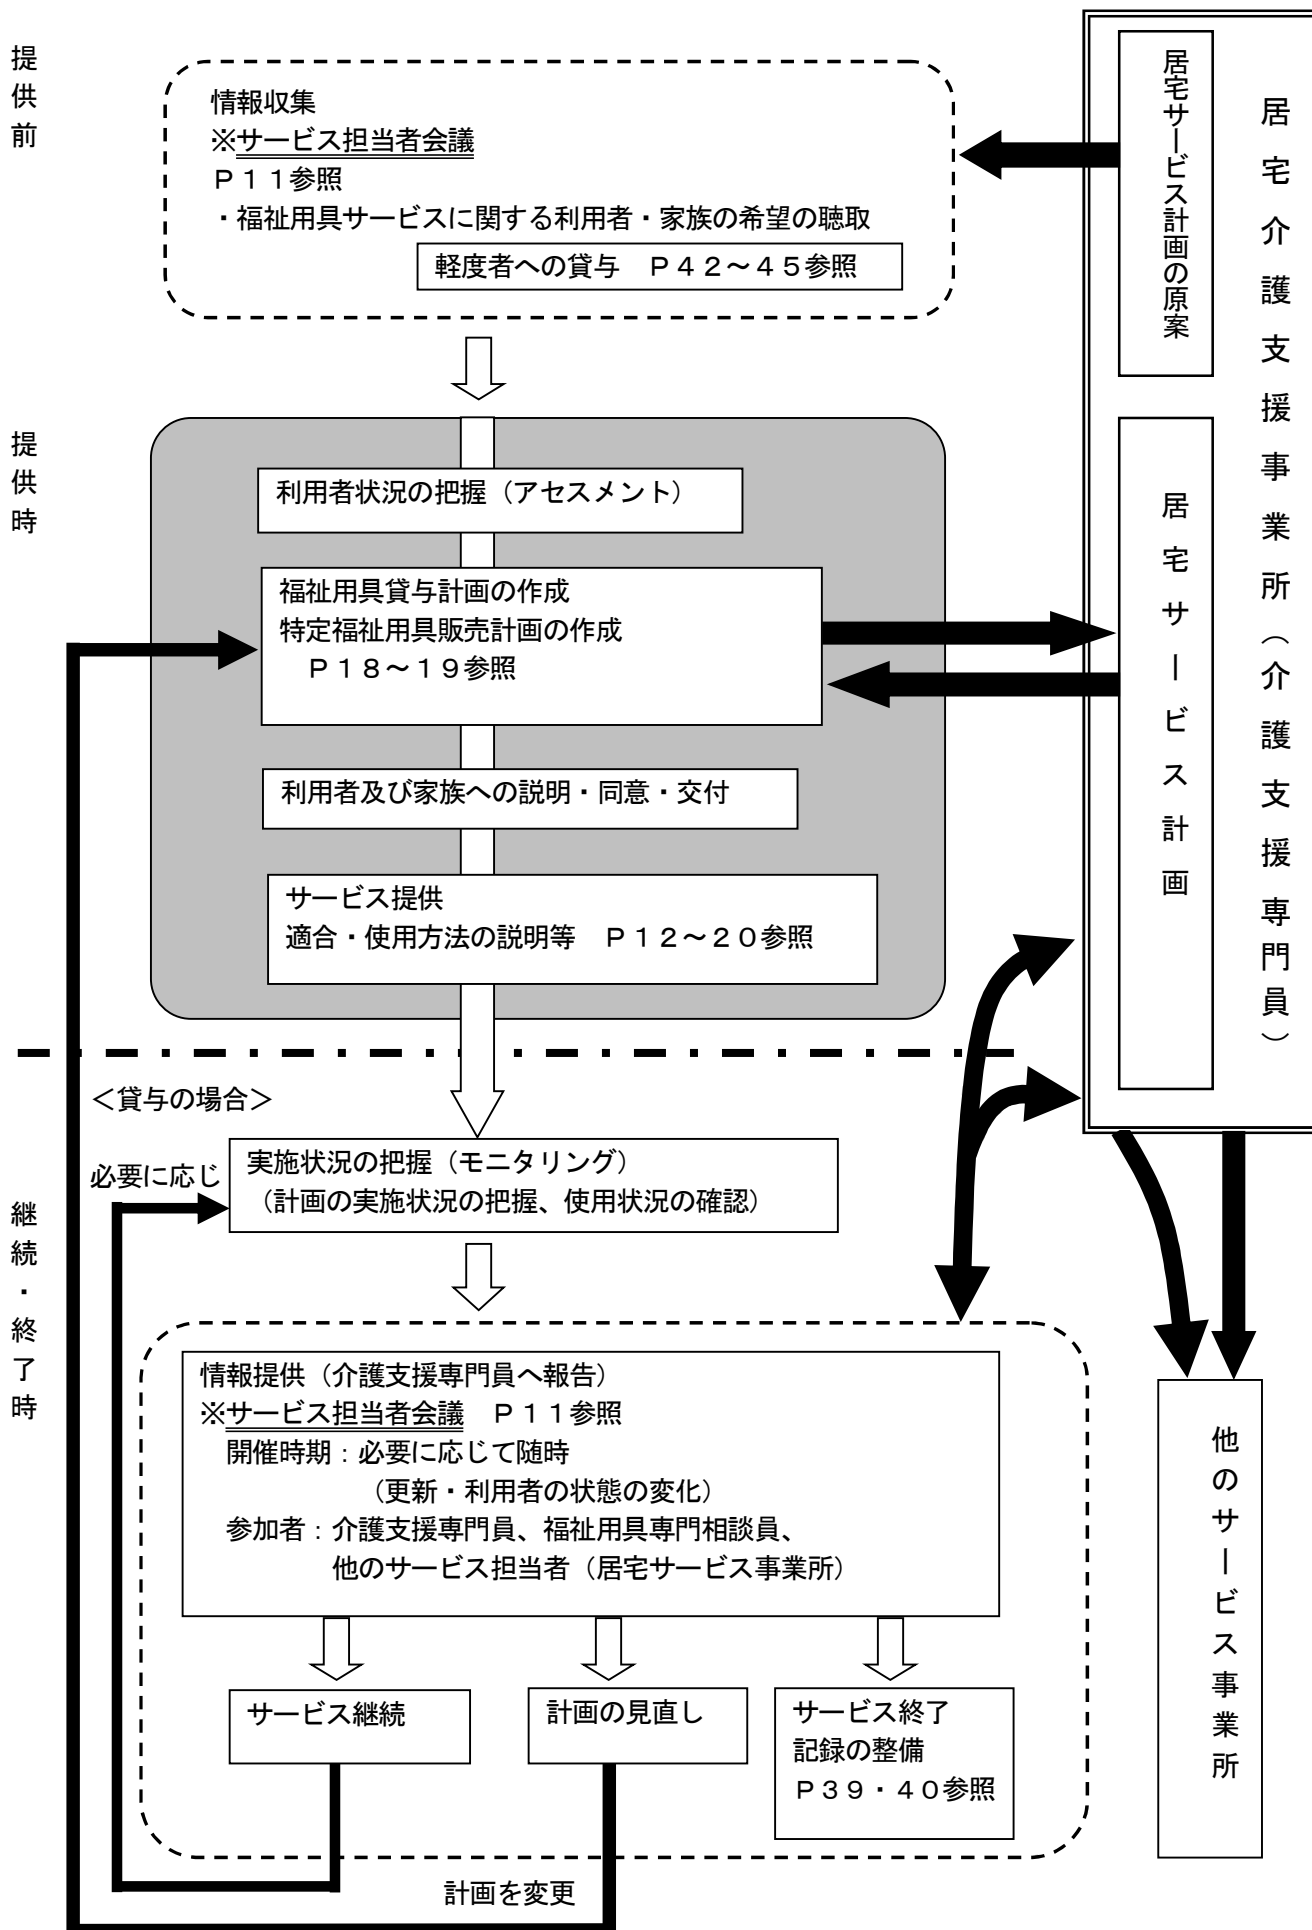 提供前
情報収集
※サービス担当者会議
Ｐ１１参照
・福祉用具サービスに関する利用者・家族の希望の聴取
軽度者への貸与　Ｐ４２～４５参照
居宅サービス計画の原案
居宅介護支援事業所（介護支援専門員）
提供時
利用者状況の把握（アセスメント）
福祉用具貸与計画の作成
特定福祉用具販売計画の作成
Ｐ１８～１９参照
居宅サービス計画
利用者及び家族への説明・同意・交付
サービス提供
適合・使用方法の説明等　Ｐ１２～２０参照
＜貸与の場合＞
必要に応じ
継続・終了時
実施状況の把握（モニタリング）
（計画の実施状況の把握、使用状況の確認）
情報提供（介護支援専門員へ報告）
※サービス担当者会議　Ｐ１１参照
開催時期：必要に応じて随時
（更新・利用者の状態の変化）
参加者：介護支援専門員、福祉用具専門相談員、
他のサービス担当者（居宅サービス事業所）
他のサービス事業所
サービス継続
計画の見直し
サービス終了
記録の整備
Ｐ３９・４０参照
計画を変更